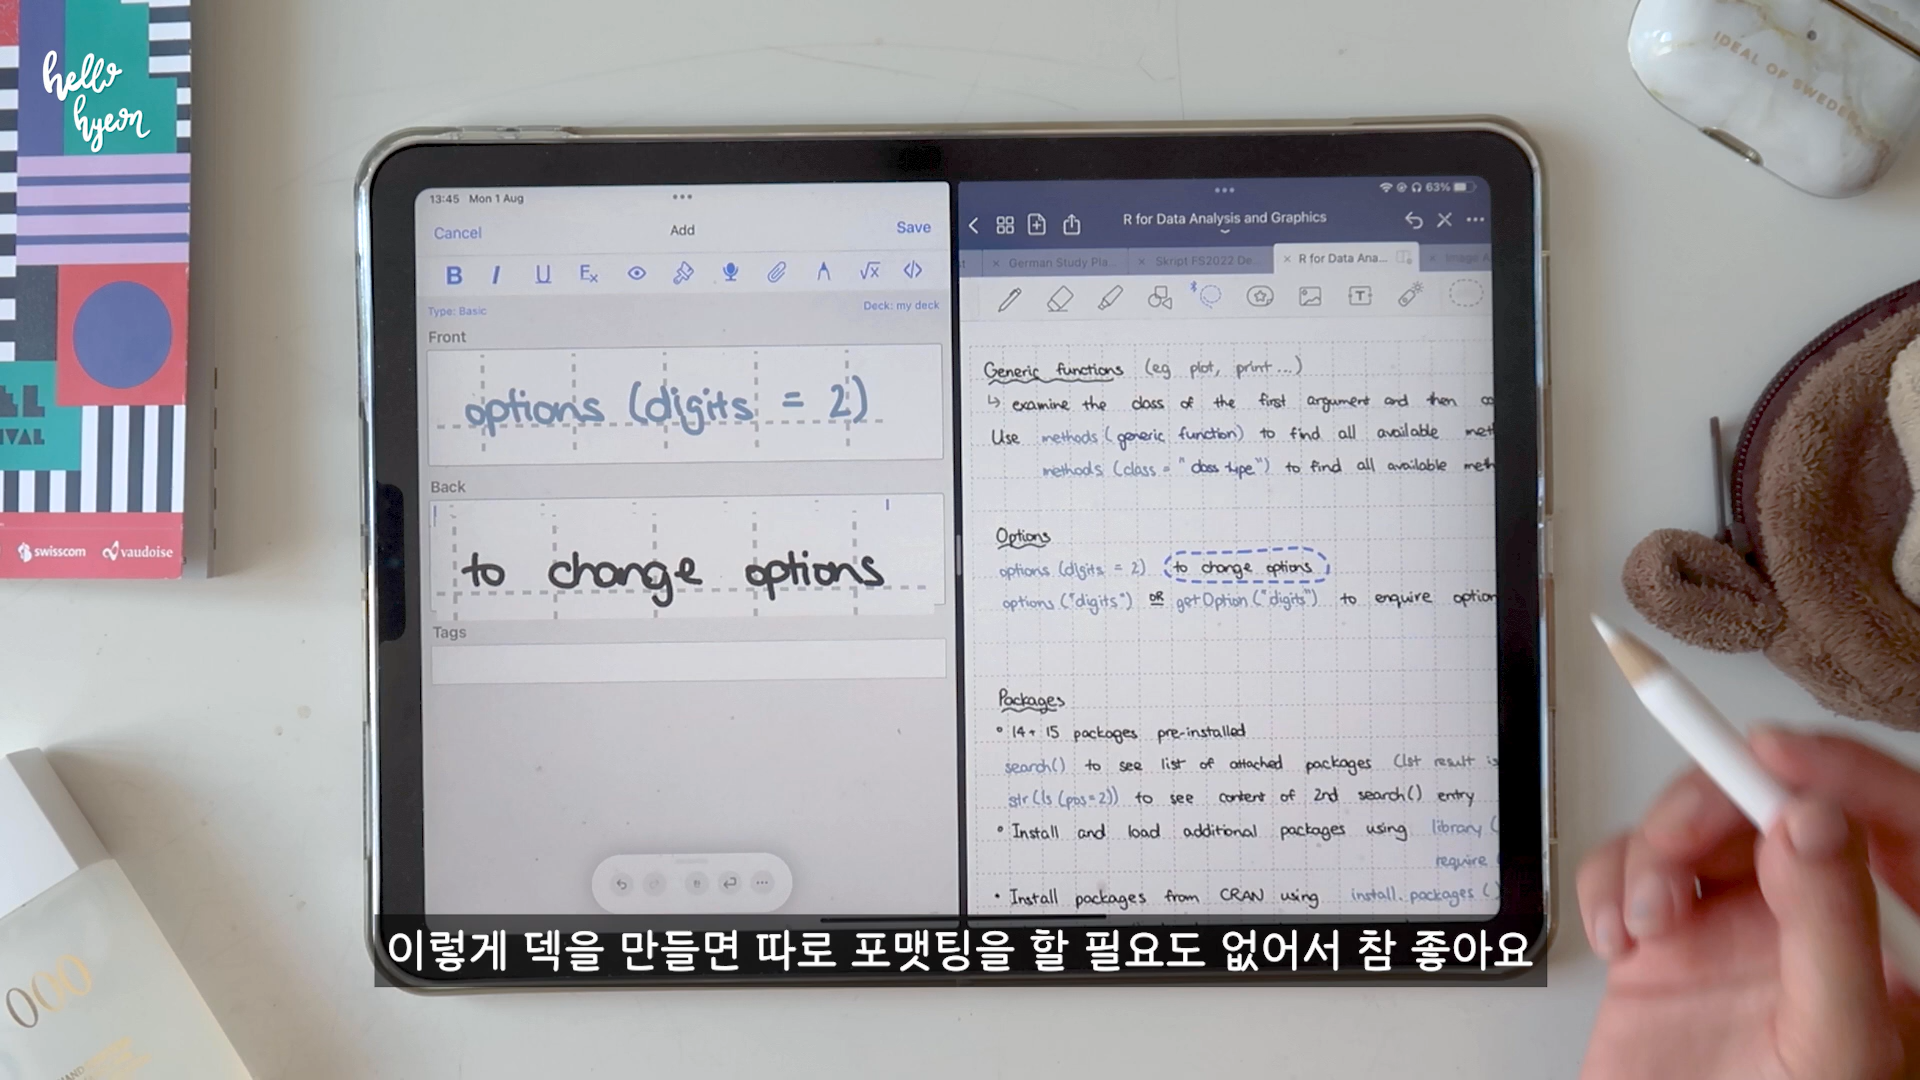 hello
hyeon
swisscom
vaudoise
IDEAL OF SWEDEN
000
13:45 Mon 1 Aug
Cancel
Add
Save
B I U Ex
Type: Basic
Deck: my deck
Front
options (digits = 2)
Back
to change options
Tags
63%
R for Data Analysis and Graphics
German Study Pla...
Skript FS2022 De...
R for Data Ana...
Generic functions (eg plot, print...)
↳ examine the class of the first argument and then
Use methods (generic function) to find all available
methods (class = "class type") to find all available
Options
options (digits = 2) to change options
options ("digits") OR getOption ("digits") to enquire option
Packages
• 14 + 15 packages pre-installed
search() to see list of attached packages (1st result is
str(ls(pos=2)) to see content of 2nd search() entry
• Install and load additional packages using library (
require (
• Install packages from CRAN using install.packages ()
이렇게 덱을 만들면 따로 포맷팅을 할 필요도 없어서 참 좋아요